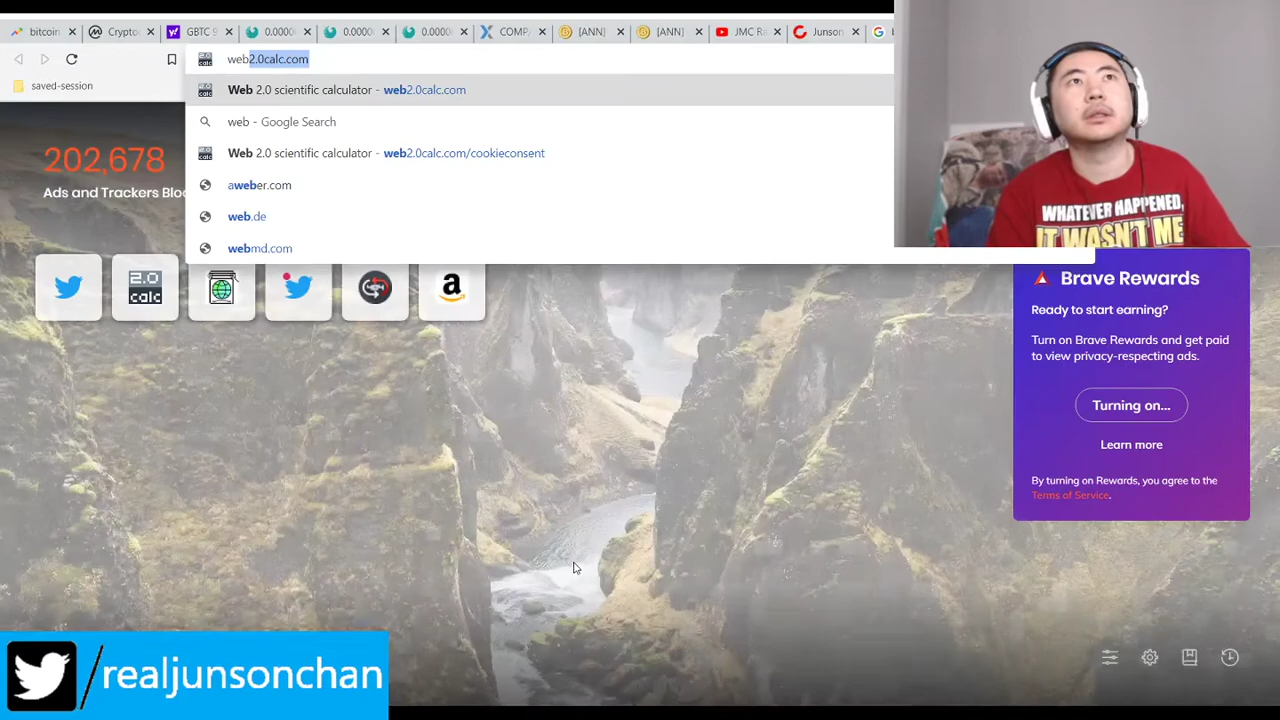 bitcoin
Crypto
GBTC 9
0.0000
0.0000
0.0000
COMP.
[ANN]
[ANN]
JMC Ra
Junson
web2.0calc.com
saved-session
Web 2.0 scientific calculator - web2.0calc.com
web - Google Search
Web 2.0 scientific calculator - web2.0calc.com/cookieconsent
aweber.com
web.de
webmd.com
202,678
Ads and Trackers Bloc
2.0
calc
a
WHATEVER HAPPENED,
IT WASN'T ME
Brave Rewards
Ready to start earning?
Turn on Brave Rewards and get paid
to view privacy-respecting ads.
Turning on...
Learn more
By turning on Rewards, you agree to the
Terms of Service.
/realjunsonchan